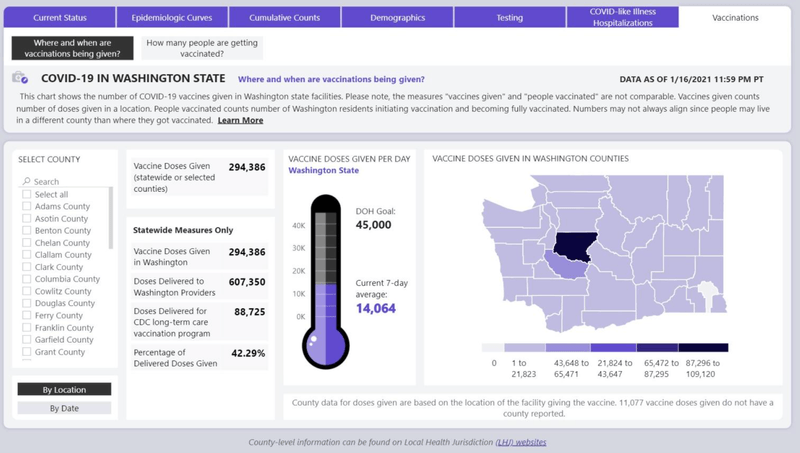 Current Status
Epidemiologic Curves
Cumulative Counts
Demographics
Testing
COVID-like Illness
Hospitalizations
Vaccinations
Where and when are
vaccinations being given?
How many people are getting
vaccinated?
COVID-19 IN WASHINGTON STATE
Where and when are vaccinations being given?
DATA AS OF 1/16/2021 11:59 PM PT
This chart shows the number of COVID-19 vaccines given in Washington state facilities. Please note, the measures "vaccines given" and "people vaccinated" are not comparable. Vaccines given counts
number of doses given in a location. People vaccinated counts number of Washington residents initiating vaccination and becoming fully vaccinated. Numbers may not always align since people may live
in a different county than where they got vaccinated. Learn More
SELECT COUNTY
Search
Select all
Adams County
Asotin County
Benton County
Chelan County
Clallam County
Clark County
Columbia County
Cowlitz County
Douglas County
Ferry County
Franklin County
Garfield County
Grant County
By Location
By Date
Vaccine Doses Given
(statewide or selected
counties)
294,386
Statewide Measures Only
Vaccine Doses Given
in Washington
294,386
Doses Delivered to
Washington Providers
607,350
Doses Delivered for
CDC long-term care
vaccination program
88,725
Percentage of
Delivered Doses Given
42.29%
VACCINE DOSES GIVEN PER DAY
Washington State
40K
30K
20K
10K
0K
DOH Goal:
45,000
Current 7-day
average:
14,064
VACCINE DOSES GIVEN IN WASHINGTON COUNTIES
0
1 to
21,823
43,648 to
65,471
21,824 to
43,647
65,472 to
87,295
87,296 to
109,120
County data for doses given are based on the location of the facility giving the vaccine. 11,077 vaccine doses given do not have a
county reported.
County-level information can be found on Local Health Jurisdiction (LHJ) websites